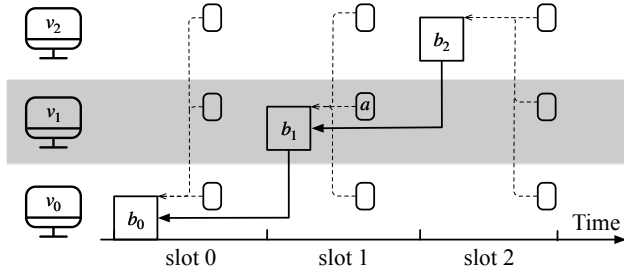 v₂
b₂
v₁
b₁
a
v₀
b₀
Time
slot 0
slot 1
slot 2